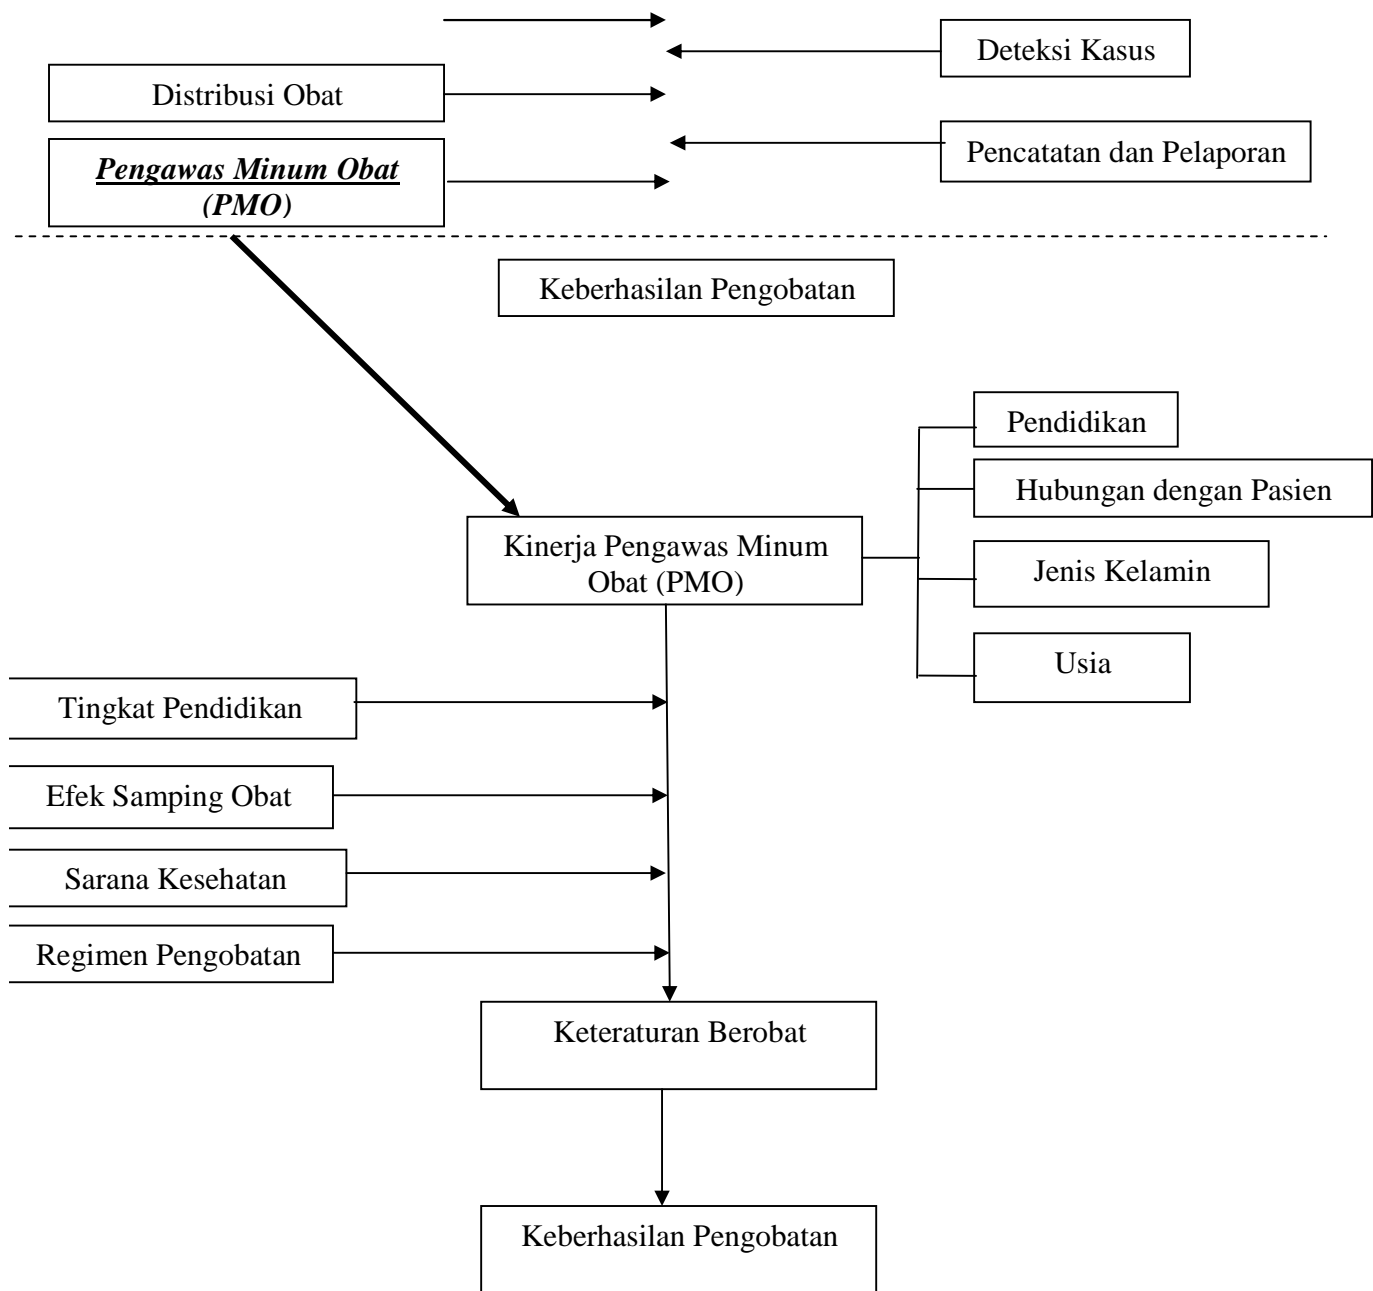 Deteksi Kasus
Distribusi Obat
Pencatatan dan Pelaporan
Pengawas Minum Obat
(PMO)
Keberhasilan Pengobatan
Pendidikan
Hubungan dengan Pasien
Kinerja Pengawas Minum
Obat (PMO)
Jenis Kelamin
Usia
Tingkat Pendidikan
Efek Samping Obat
Sarana Kesehatan
Regimen Pengobatan
Keteraturan Berobat
Keberhasilan Pengobatan